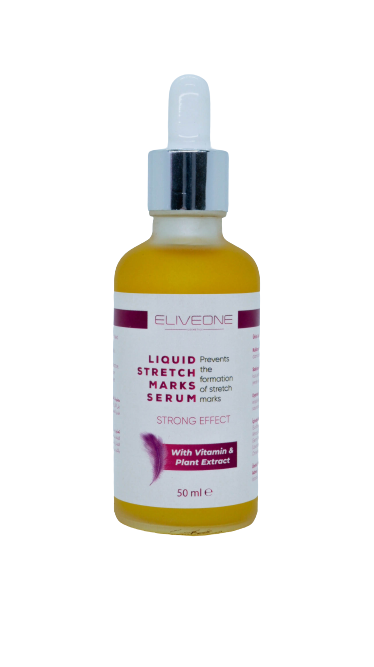 ELIVEONE
LIQUID
STRETCH
MARKS
SERUM
Prevents
the
formation
of stretch
marks
STRONG EFFECT
With Vitamin &
Plant Extract
50 ml ℮